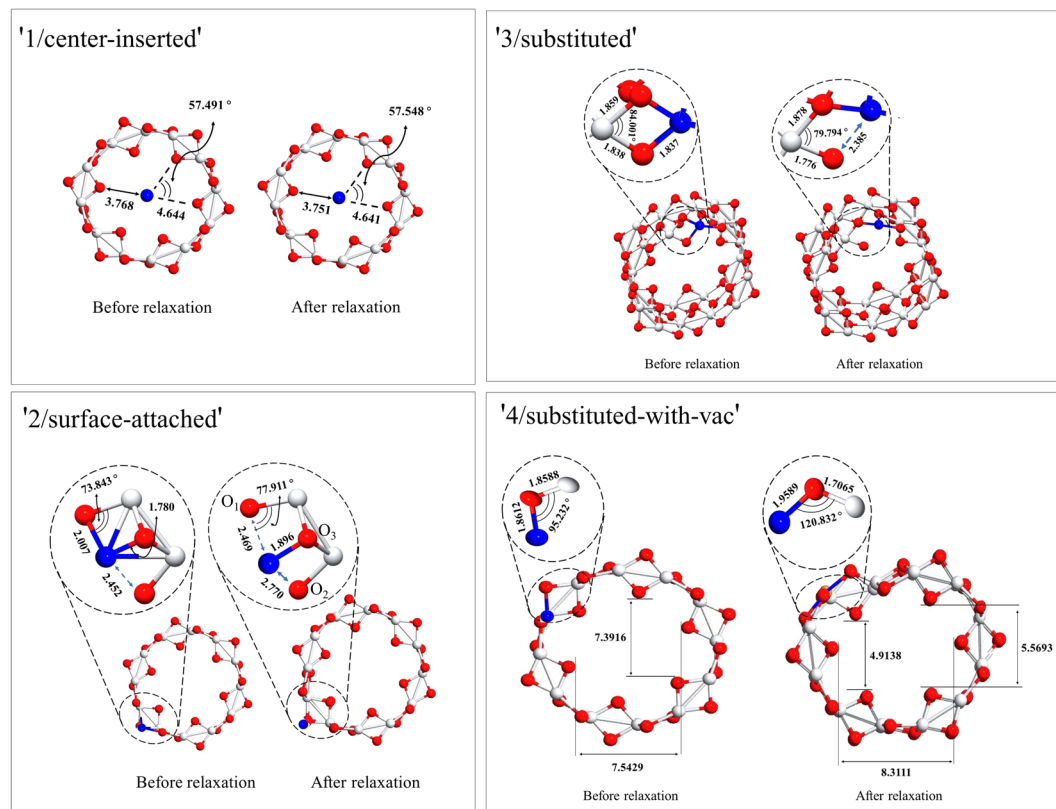 '1/center-inserted'
57.491°
57.548°
3.768
4.644
3.751
4.641
Before relaxation
After relaxation
'3/substituted'
1.859
84.001°
1.838
1.837
1.878
79.794°
2.385
1.776
Before relaxation
After relaxation
'2/surface-attached'
73.843°
1.780
2.007
2.452
77.911°
O1
2.469
1.896
O3
2.770
O2
Before relaxation
After relaxation
'4/substituted-with-vac'
1.8588
1.8612
95.232°
1.9589
1.7065
120.832°
7.3916
7.5429
4.9138
5.5693
8.3111
Before relaxation
After relaxation